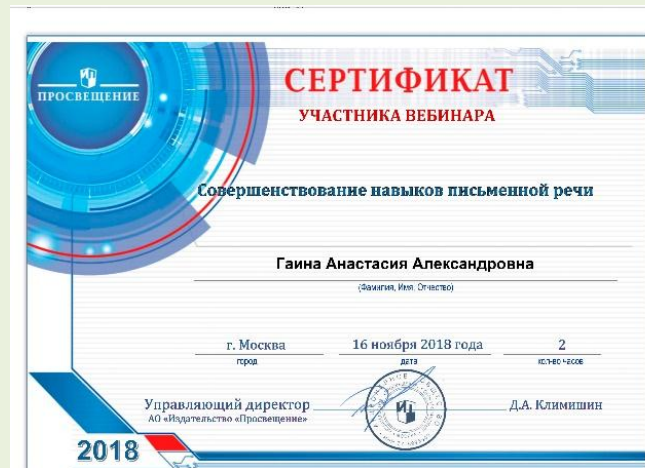 ПРОСВЕЩЕНИЕ
СЕРТИФИКАТ
УЧАСТНИКА ВЕБИНАРА
Совершенствование навыков письменной речи
Гаина Анастасия Александровна
(Фамилия, Имя, Отчество)
г. Москва 16 ноября 2018 года 2
город дата кол-во часов
Управляющий директор Д.А. Климишин
АО «Издательство «Просвещение»
2018